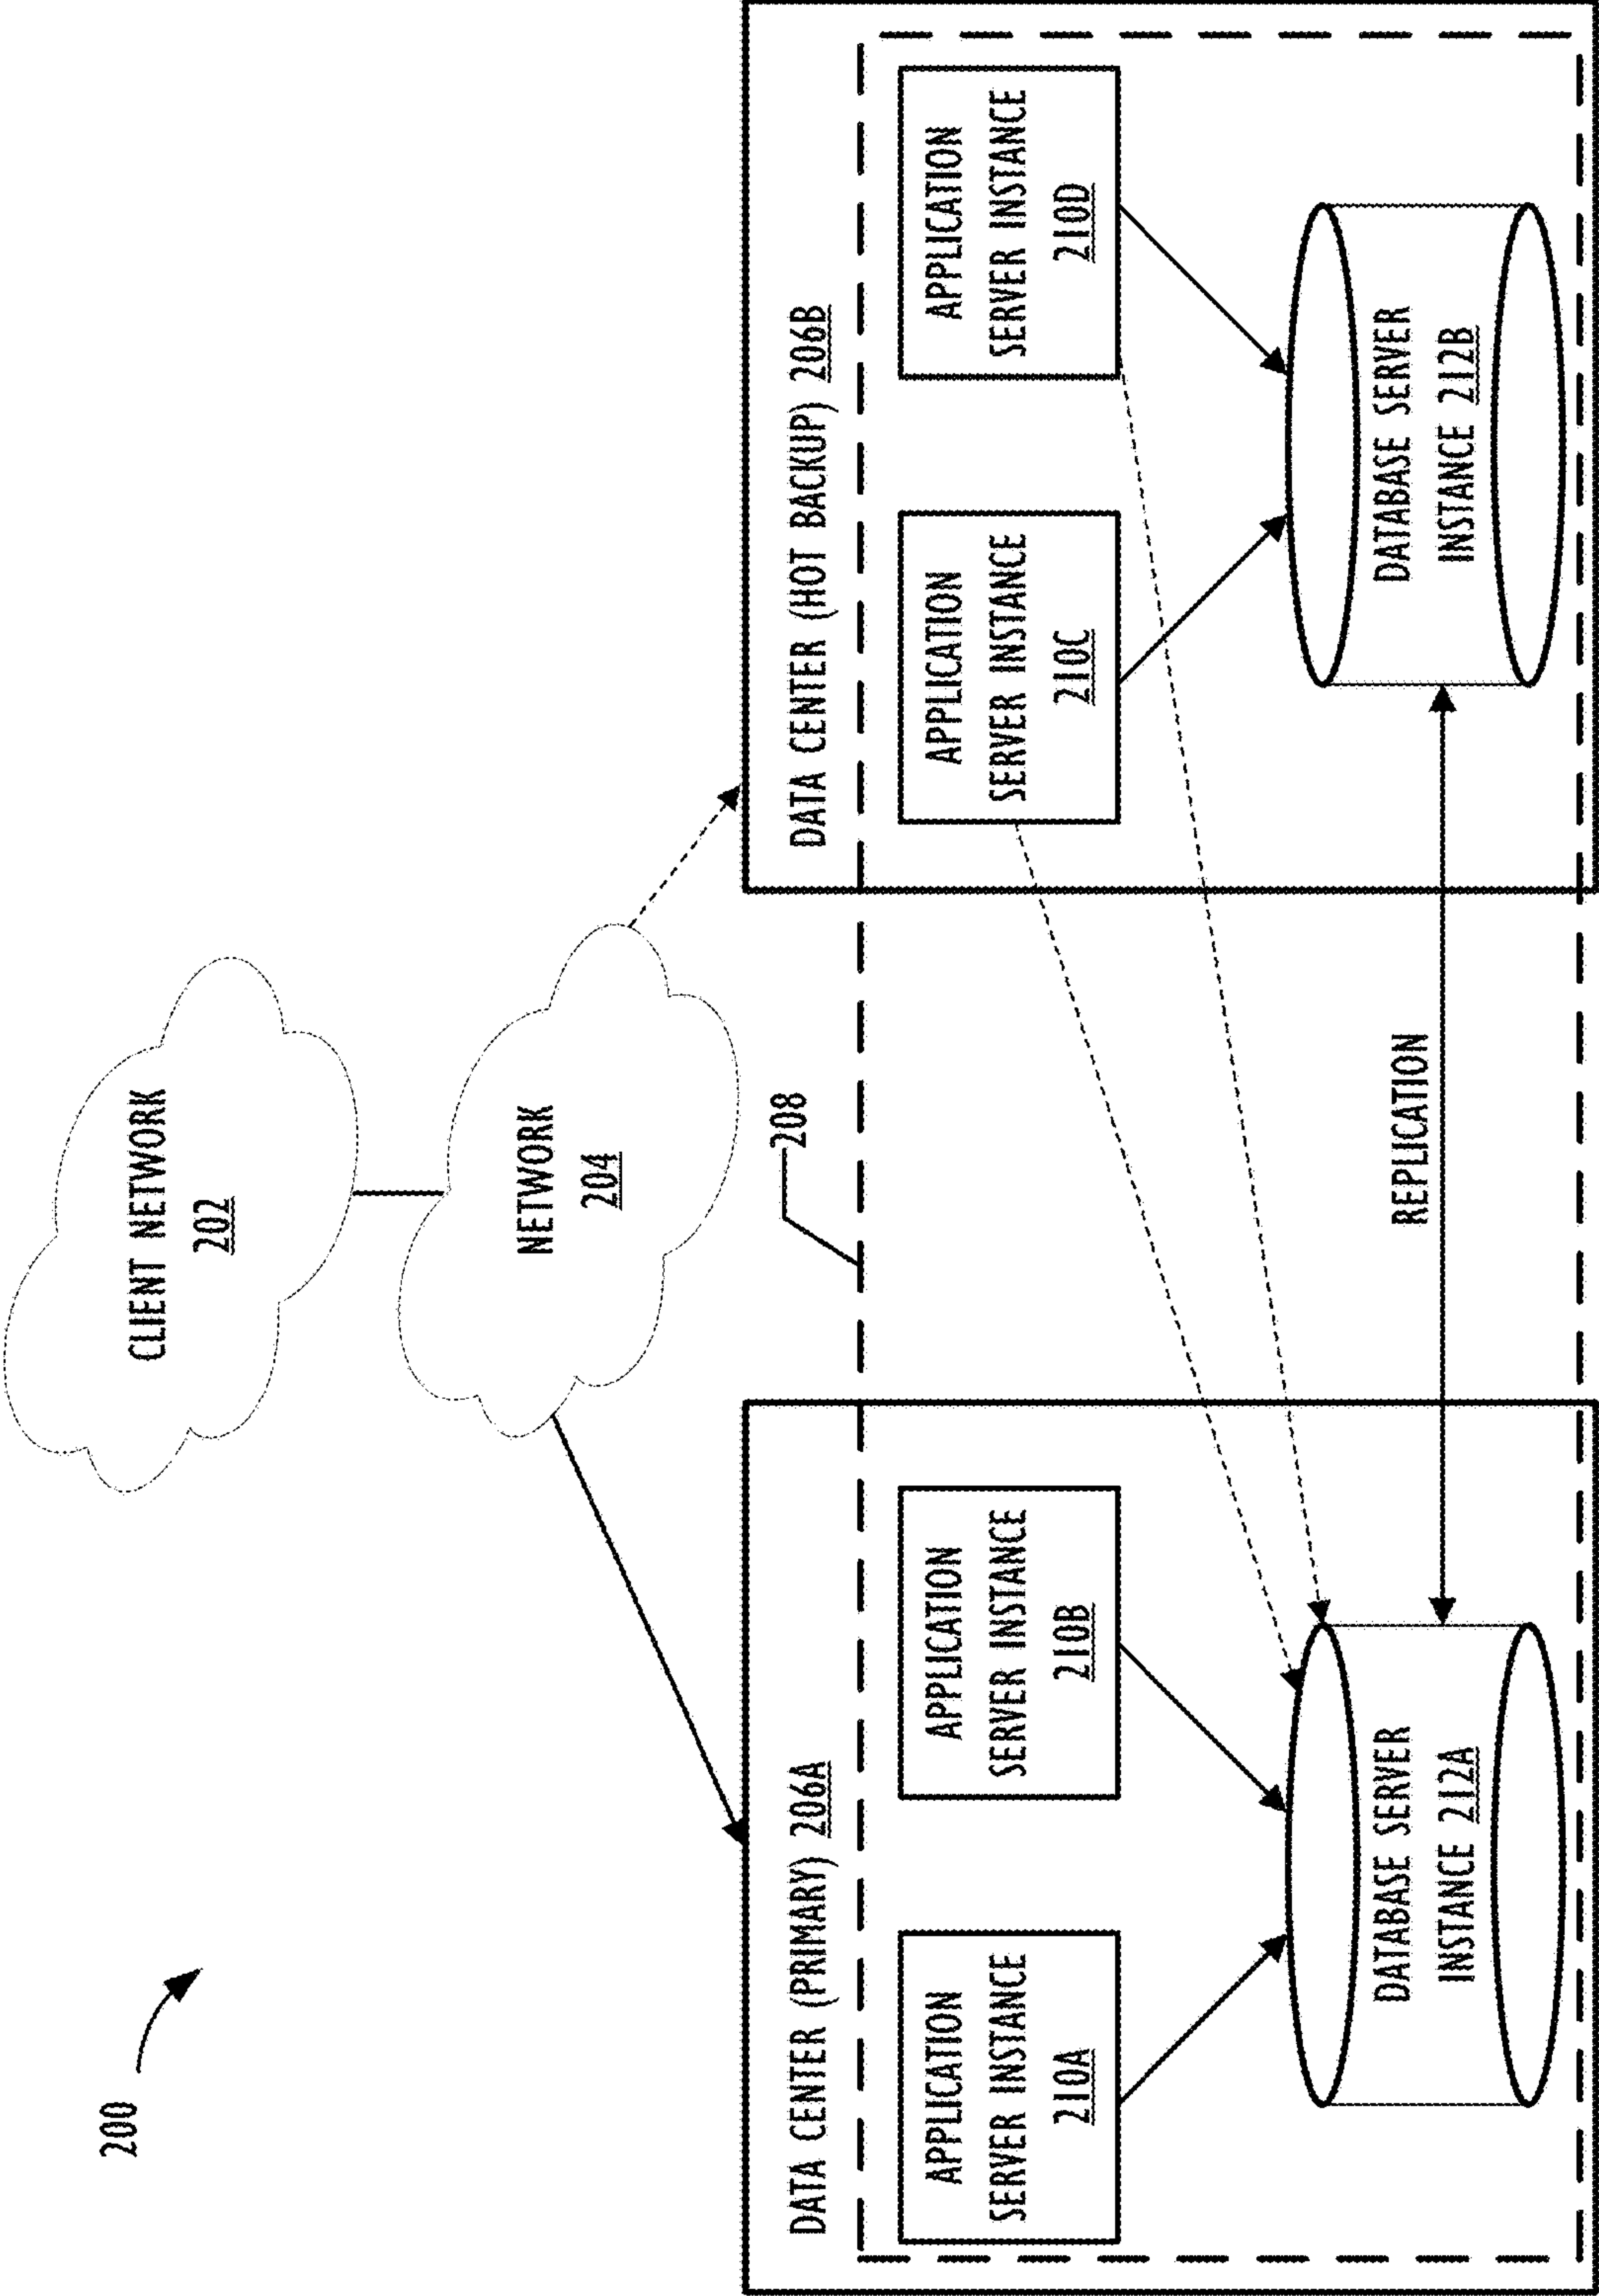 200
CLIENT NETWORK
202
NETWORK
204
208
DATA CENTER (PRIMARY) 206A
APPLICATION
SERVER INSTANCE
210A
APPLICATION
SERVER INSTANCE
210B
DATABASE SERVER
INSTANCE 212A
REPLICATION
DATA CENTER (HOT BACKUP) 206B
APPLICATION
SERVER INSTANCE
210C
APPLICATION
SERVER INSTANCE
210D
DATABASE SERVER
INSTANCE 212B